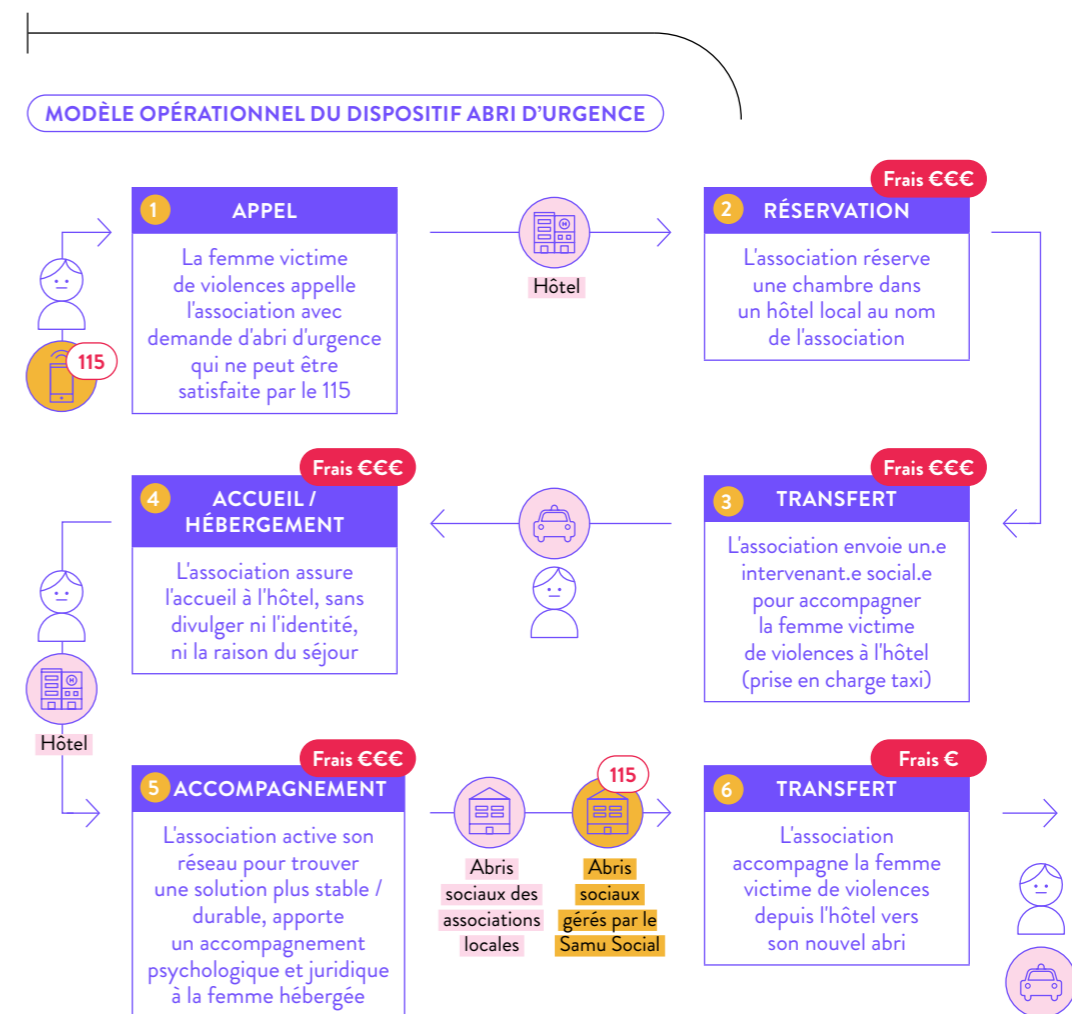 MODÈLE OPÉRATIONNEL DU DISPOSITIF ABRI D'URGENCE
115
1
APPEL
La femme victime
de violences appelle
l'association avec
demande d'abri d'urgence
qui ne peut être
satisfaite par le 115
H
Hôtel
Frais €€€
2
RÉSERVATION
L'association réserve
une chambre dans
un hôtel local au nom
de l'association
Frais €€€
3
TRANSFERT
L'association envoie un.e
intervenant.e social.e
pour accompagner
la femme victime
de violences à l'hôtel
(prise en charge taxi)
Frais €€€
4
ACCUEIL /
HÉBERGEMENT
L'association assure
l'accueil à l'hôtel, sans
divulger ni l'identité,
ni la raison du séjour
H
Hôtel
Frais €€€
5
ACCOMPAGNEMENT
L'association active son
réseau pour trouver
une solution plus stable /
durable, apporte
un accompagnement
psychologique et juridique
à la femme hébergée
Abris
sociaux des
associations
locales
115
Abris
sociaux
gérés par le
Samu Social
Frais €
6
TRANSFERT
L'association
accompagne la femme
victime de violences
depuis l'hôtel vers
son nouvel abri